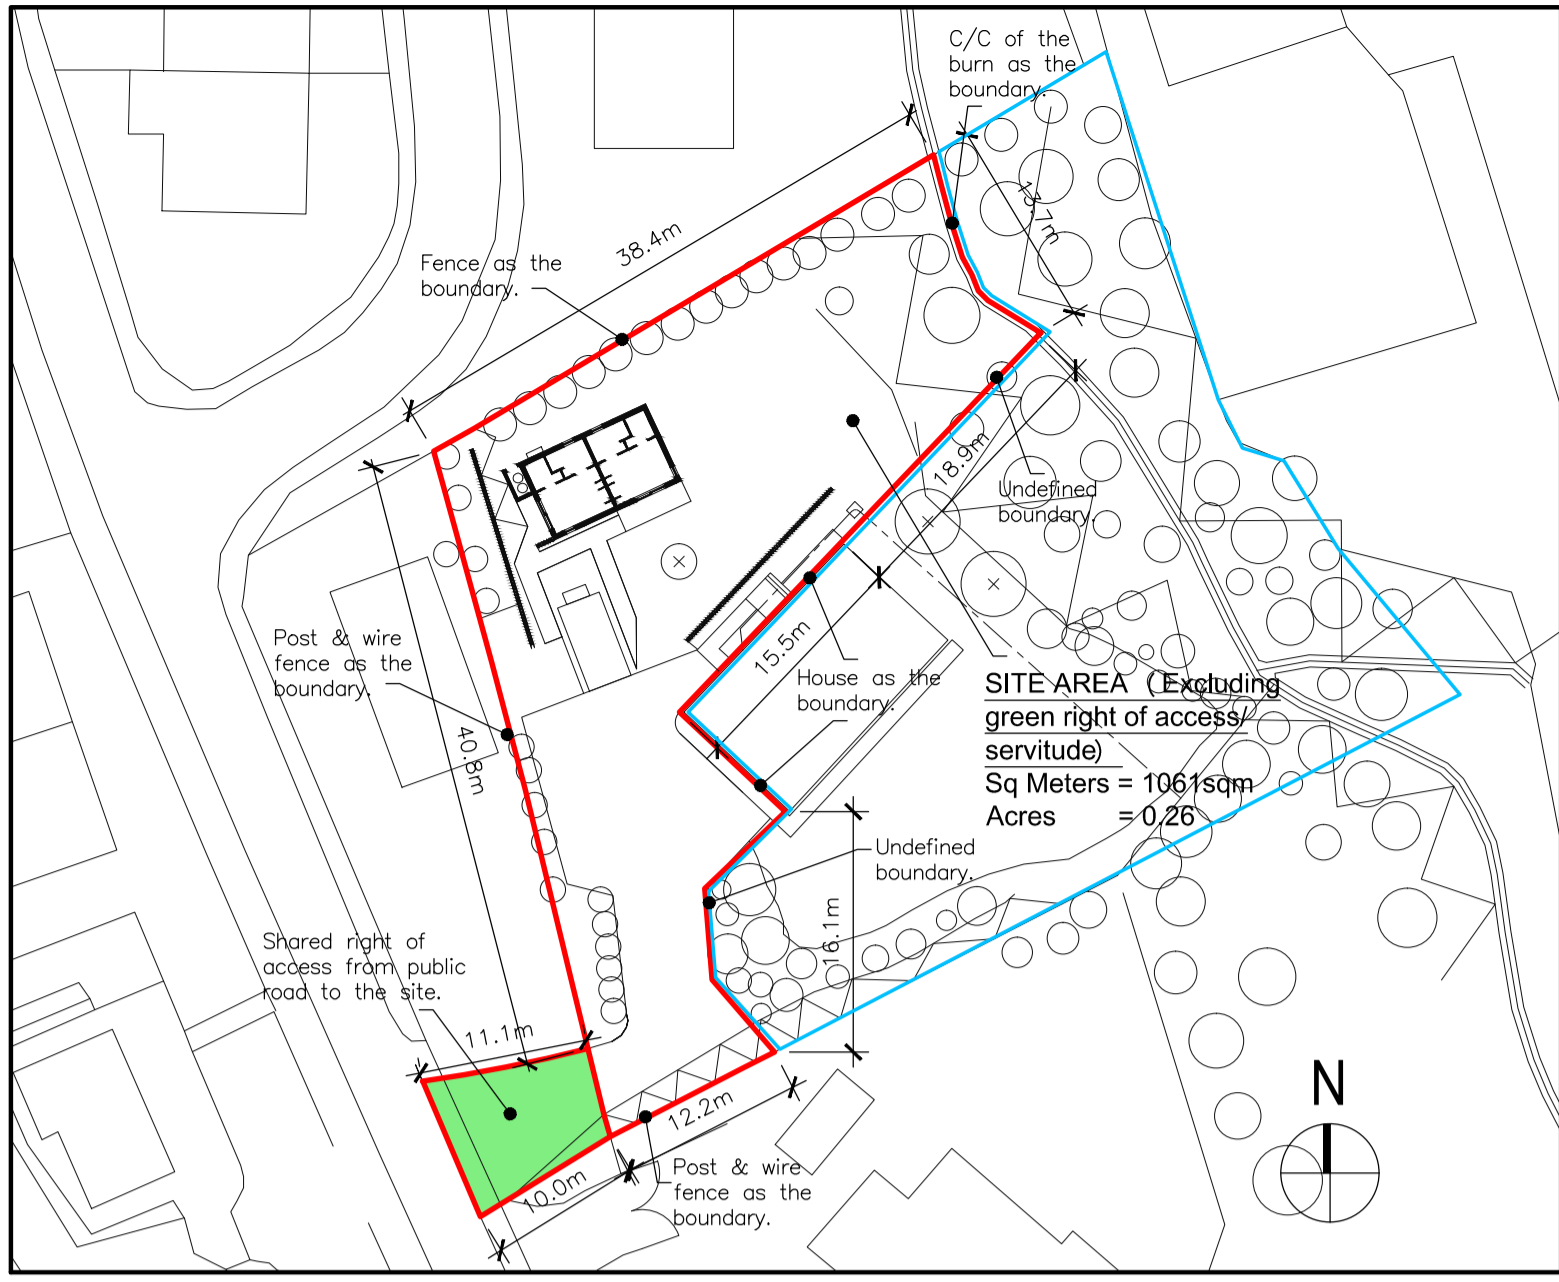 C/C of the
burn as the
boundary.
13.7m
38.4m
Fence as the
boundary.
18.9m
Undefined
boundary.
15.5m
Post & wire
fence as the
boundary.
40.8m
House as the
boundary.
SITE AREA (Excluding
green right of access/
servitude)
Sq Meters = 1061sqm
Acres = 0.26
Undefined
boundary.
16.1m
Shared right of
access from public
road to the site.
11.1m
12.2m
10.0m
Post & wire
fence as the
boundary.
N